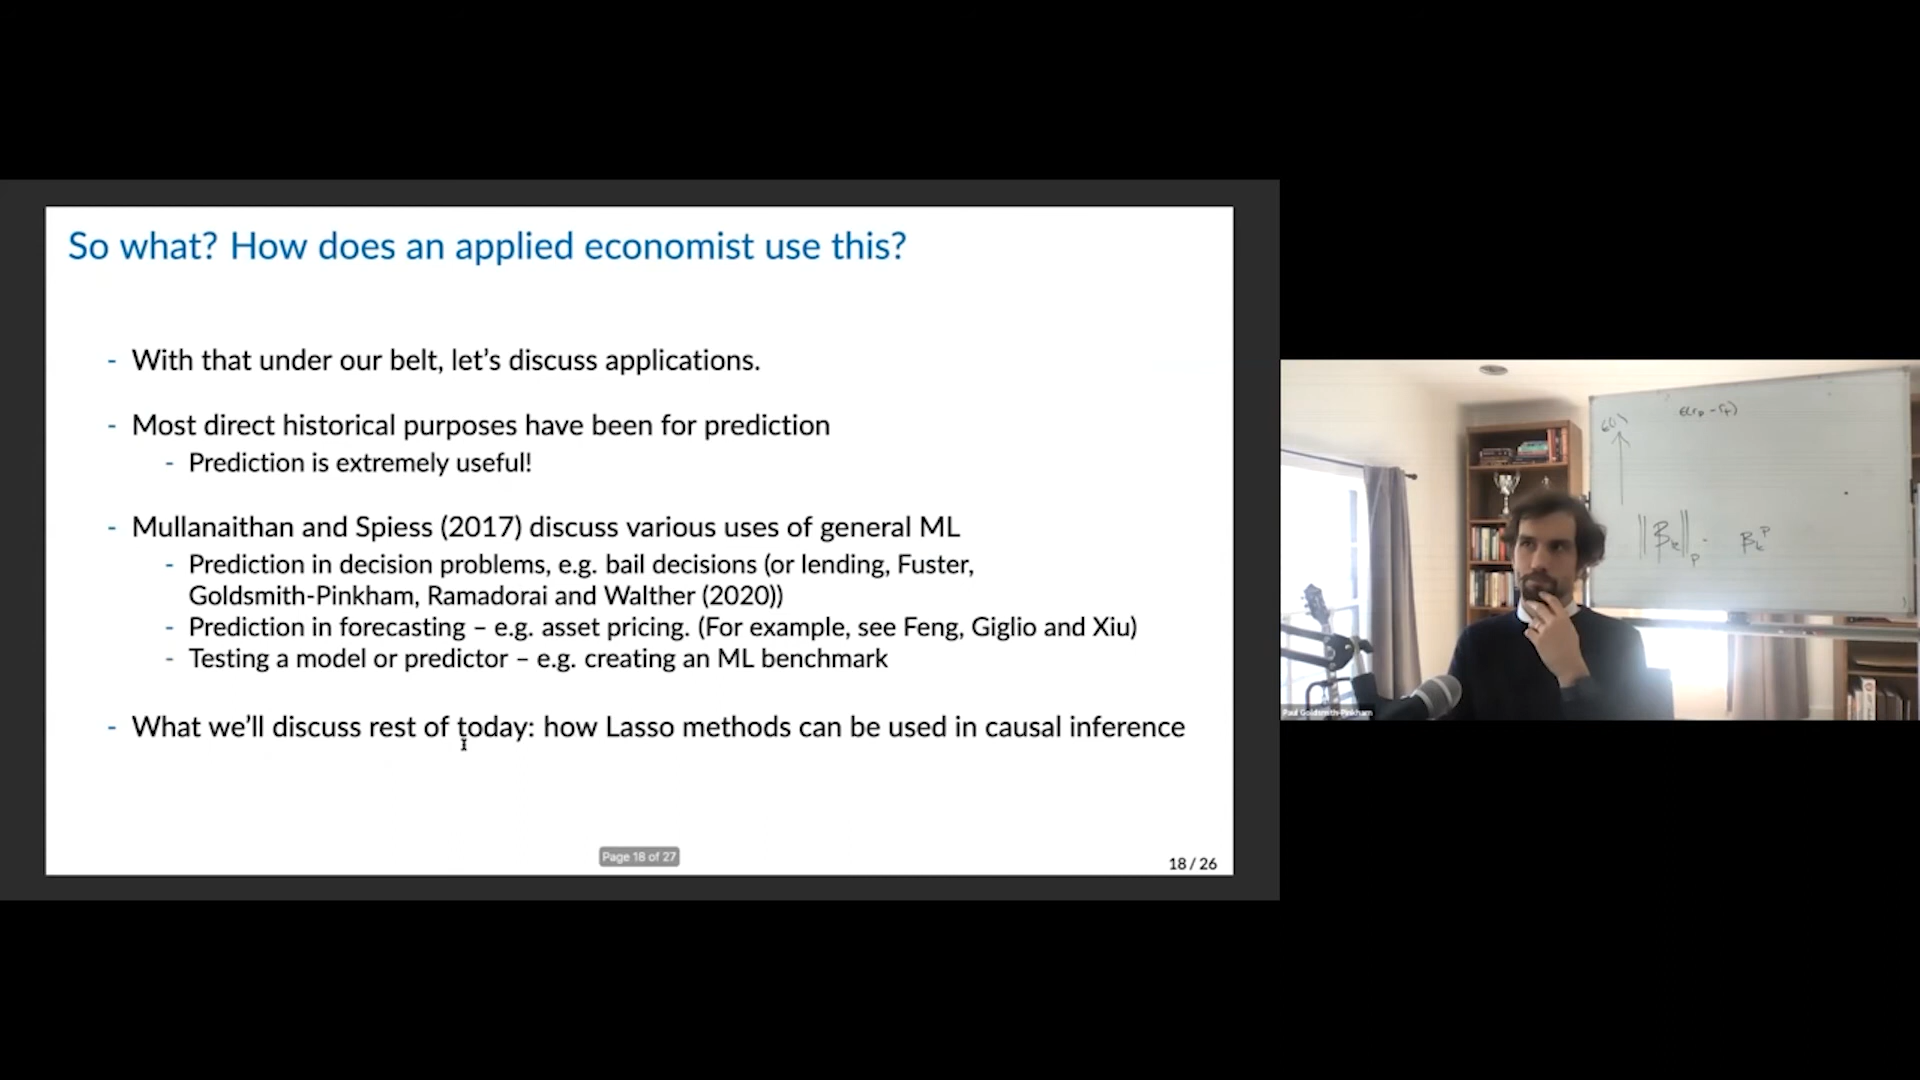 So what? How does an applied economist use this?
- With that under our belt, let's discuss applications.
- Most direct historical purposes have been for prediction
- Prediction is extremely useful!
- Mullanaithan and Spiess (2017) discuss various uses of general ML
- Prediction in decision problems, e.g. bail decisions (or lending, Fuster,
Goldsmith-Pinkham, Ramadorai and Walther (2020))
- Prediction in forecasting – e.g. asset pricing. (For example, see Feng, Giglio and Xiu)
- Testing a model or predictor – e.g. creating an ML benchmark
- What we'll discuss rest of today: how Lasso methods can be used in causal inference
Page 18 of 27
18 / 26
Paul Goldsmith-Pinkham